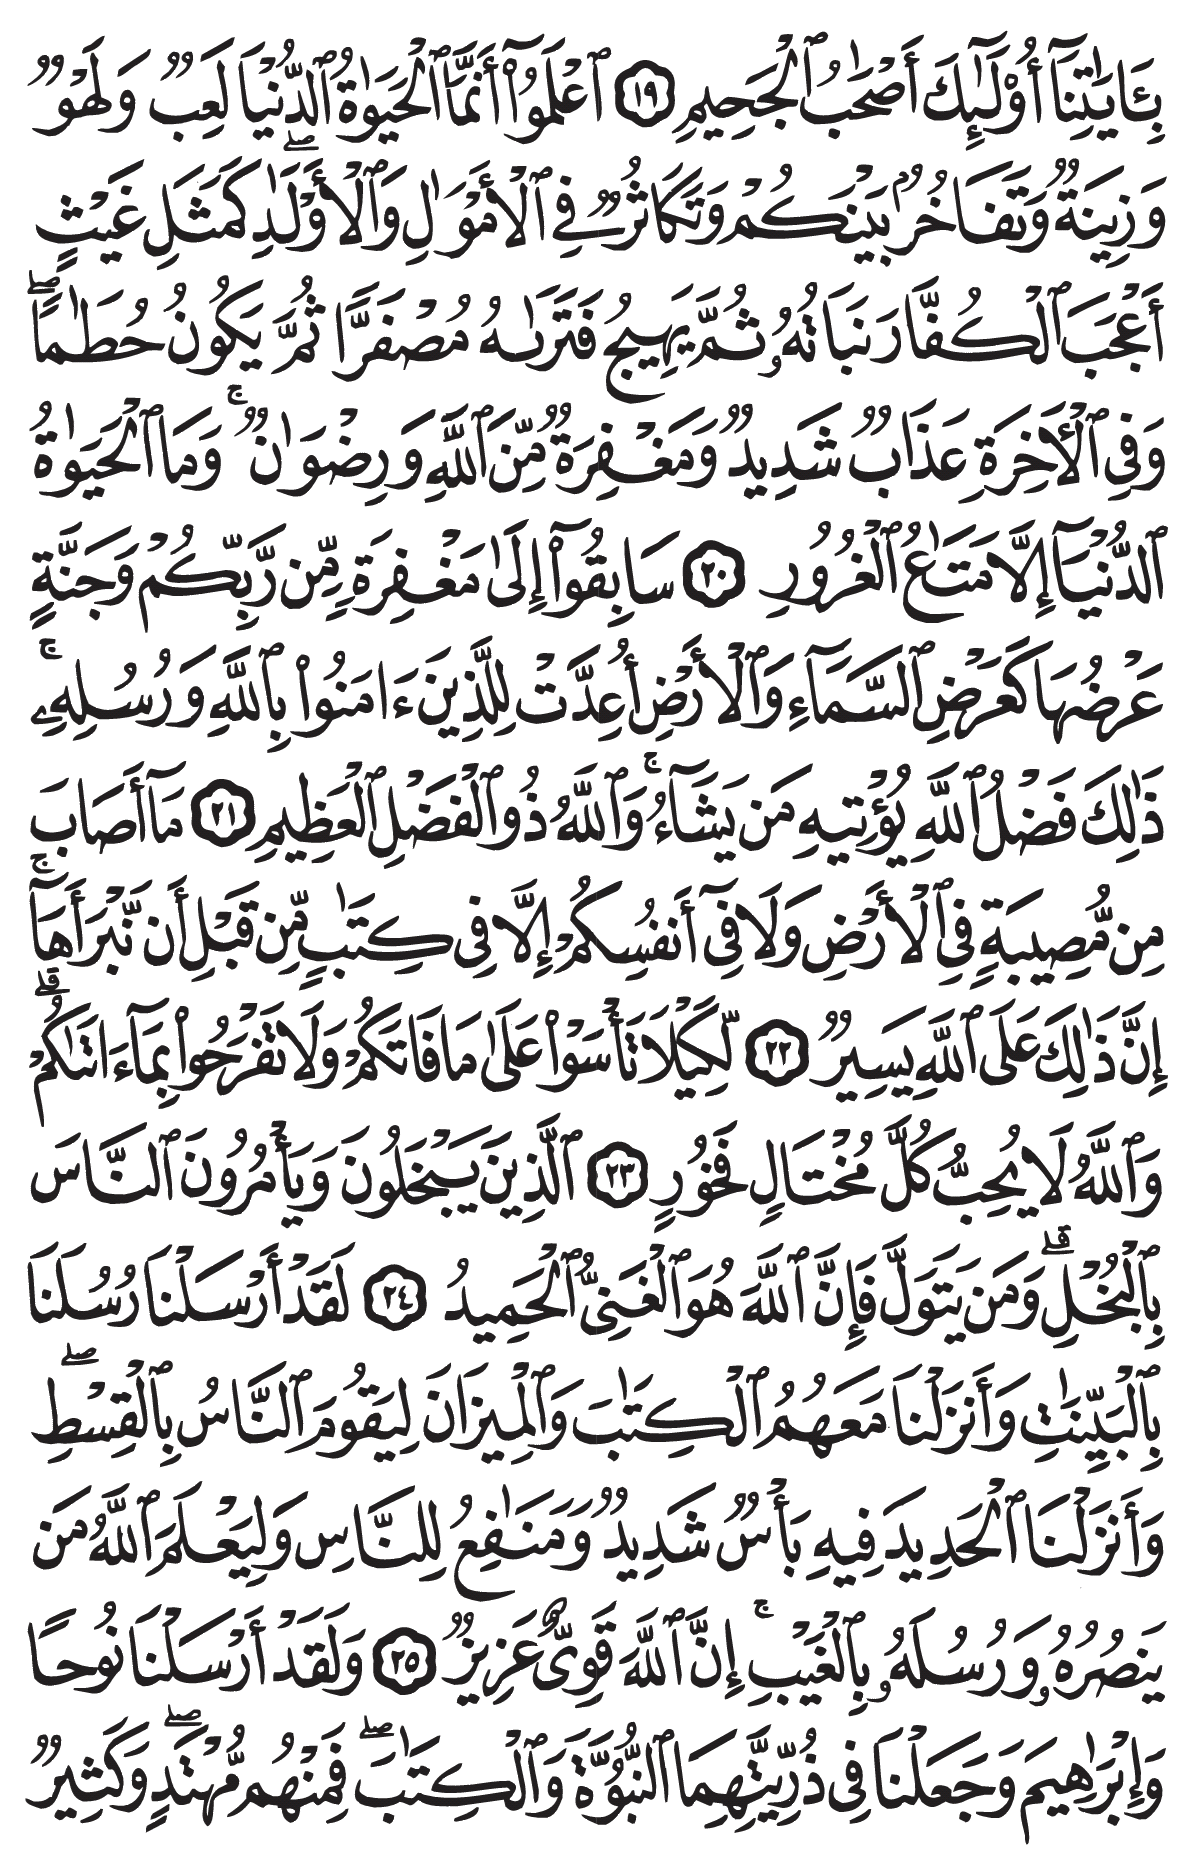 بِـَٔايَٰتِنَآ أُو۟لَٰٓئِكَ أَصْحَٰبُ ٱلْجَحِيمِ ١٩ ٱعْلَمُوٓا۟ أَنَّمَا ٱلْحَيَوٰةُ ٱلدُّنْيَا لَعِبٌ وَلَهْوٌ
وَزِينَةٌ وَتَفَاخُرٌۢ بَيْنَكُمْ وَتَكَاثُرٌ فِى ٱلْأَمْوَٰلِ وَٱلْأَوْلَٰدِ ۖ كَمَثَلِ غَيْثٍ
أَعْجَبَ ٱلْكُفَّارَ نَبَاتُهُۥ ثُمَّ يَهِيجُ فَتَرَىٰهُ مُصْفَرًّا ثُمَّ يَكُونُ حُطَٰمًا ۖ
وَفِى ٱلْأَخِرَةِ عَذَابٌ شَدِيدٌ وَمَغْفِرَةٌ مِّنَ ٱللَّهِ وَرِضْوَٰنٌ ۚ وَمَا ٱلْحَيَوٰةُ
ٱلدُّنْيَآ إِلَّا مَتَٰعُ ٱلْغُرُورِ ٢٠ سَابِقُوٓا۟ إِلَىٰ مَغْفِرَةٍ مِّن رَّبِّكُمْ وَجَنَّةٍ
عَرْضُهَا كَعَرْضِ ٱلسَّمَآءِ وَٱلْأَرْضِ أُعِدَّتْ لِلَّذِينَ ءَامَنُوا۟ بِٱللَّهِ وَرُسُلِهِۦ ۚ
ذَٰلِكَ فَضْلُ ٱللَّهِ يُؤْتِيهِ مَن يَشَآءُ ۚ وَٱللَّهُ ذُو ٱلْفَضْلِ ٱلْعَظِيمِ ٢١ مَآ أَصَابَ
مِن مُّصِيبَةٍ فِى ٱلْأَرْضِ وَلَا فِىٓ أَنفُسِكُمْ إِلَّا فِى كِتَٰبٍ مِّن قَبْلِ أَن نَّبْرَأَهَآ ۚ
إِنَّ ذَٰلِكَ عَلَى ٱللَّهِ يَسِيرٌ ٢٢ لِّكَيْلَا تَأْسَوْا۟ عَلَىٰ مَا فَاتَكُمْ وَلَا تَفْرَحُوا۟ بِمَآ ءَاتَىٰكُمْ ۗ
وَٱللَّهُ لَا يُحِبُّ كُلَّ مُخْتَالٍ فَخُورٍ ٢٣ ٱلَّذِينَ يَبْخَلُونَ وَيَأْمُرُونَ ٱلنَّاسَ
بِٱلْبُخْلِ ۗ وَمَن يَتَوَلَّ فَإِنَّ ٱللَّهَ هُوَ ٱلْغَنِىُّ ٱلْحَمِيدُ ٢٤ لَقَدْ أَرْسَلْنَا رُسُلَنَا
بِٱلْبَيِّنَٰتِ وَأَنزَلْنَا مَعَهُمُ ٱلْكِتَٰبَ وَٱلْمِيزَانَ لِيَقُومَ ٱلنَّاسُ بِٱلْقِسْطِ ۖ
وَأَنزَلْنَا ٱلْحَدِيدَ فِيهِ بَأْسٌ شَدِيدٌ وَمَنَٰفِعُ لِلنَّاسِ وَلِيَعْلَمَ ٱللَّهُ مَن
يَنصُرُهُۥ وَرُسُلَهُۥ بِٱلْغَيْبِ ۚ إِنَّ ٱللَّهَ قَوِىٌّ عَزِيزٌ ٢٥ وَلَقَدْ أَرْسَلْنَا نُوحًا
وَإِبْرَٰهِيمَ وَجَعَلْنَا فِى ذُرِّيَّتِهِمَا ٱلنُّبُوَّةَ وَٱلْكِتَٰبَ ۖ فَمِنْهُم مُّهْتَدٍ ۖ وَكَثِيرٌ